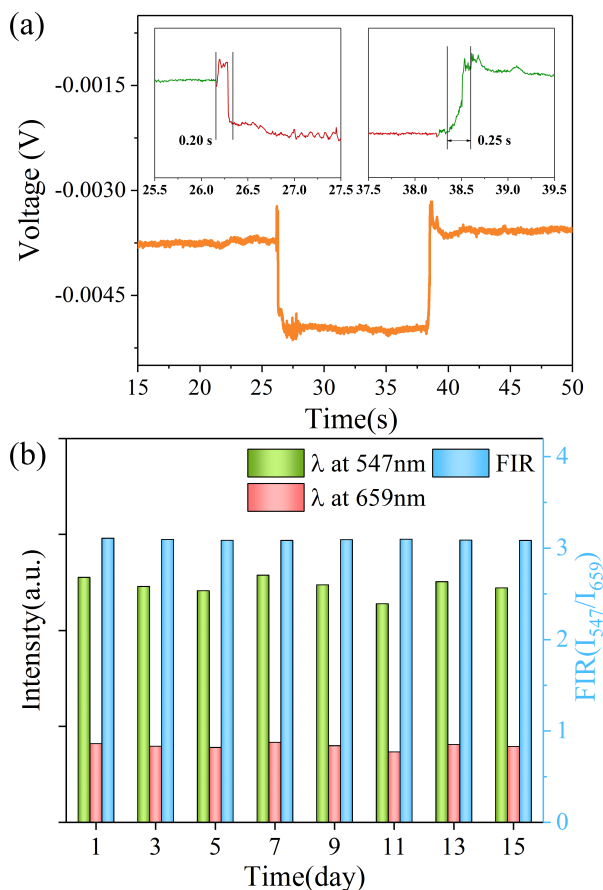 (a)
Voltage (V)
-0.0015
-0.0030
-0.0045
0.20 s
25.5 26.0 26.5 27.0 27.5
0.25 s
37.5 38.0 38.5 39.0 39.5
15 20 25 30 35 40 45 50
Time(s)
(b)
λ at 547nm
FIR
λ at 659nm
Intensity(a.u.)
4
3
2
1
0
FIR(I₅₄₇/I₆₅₉)
1 3 5 7 9 11 13 15
Time(day)